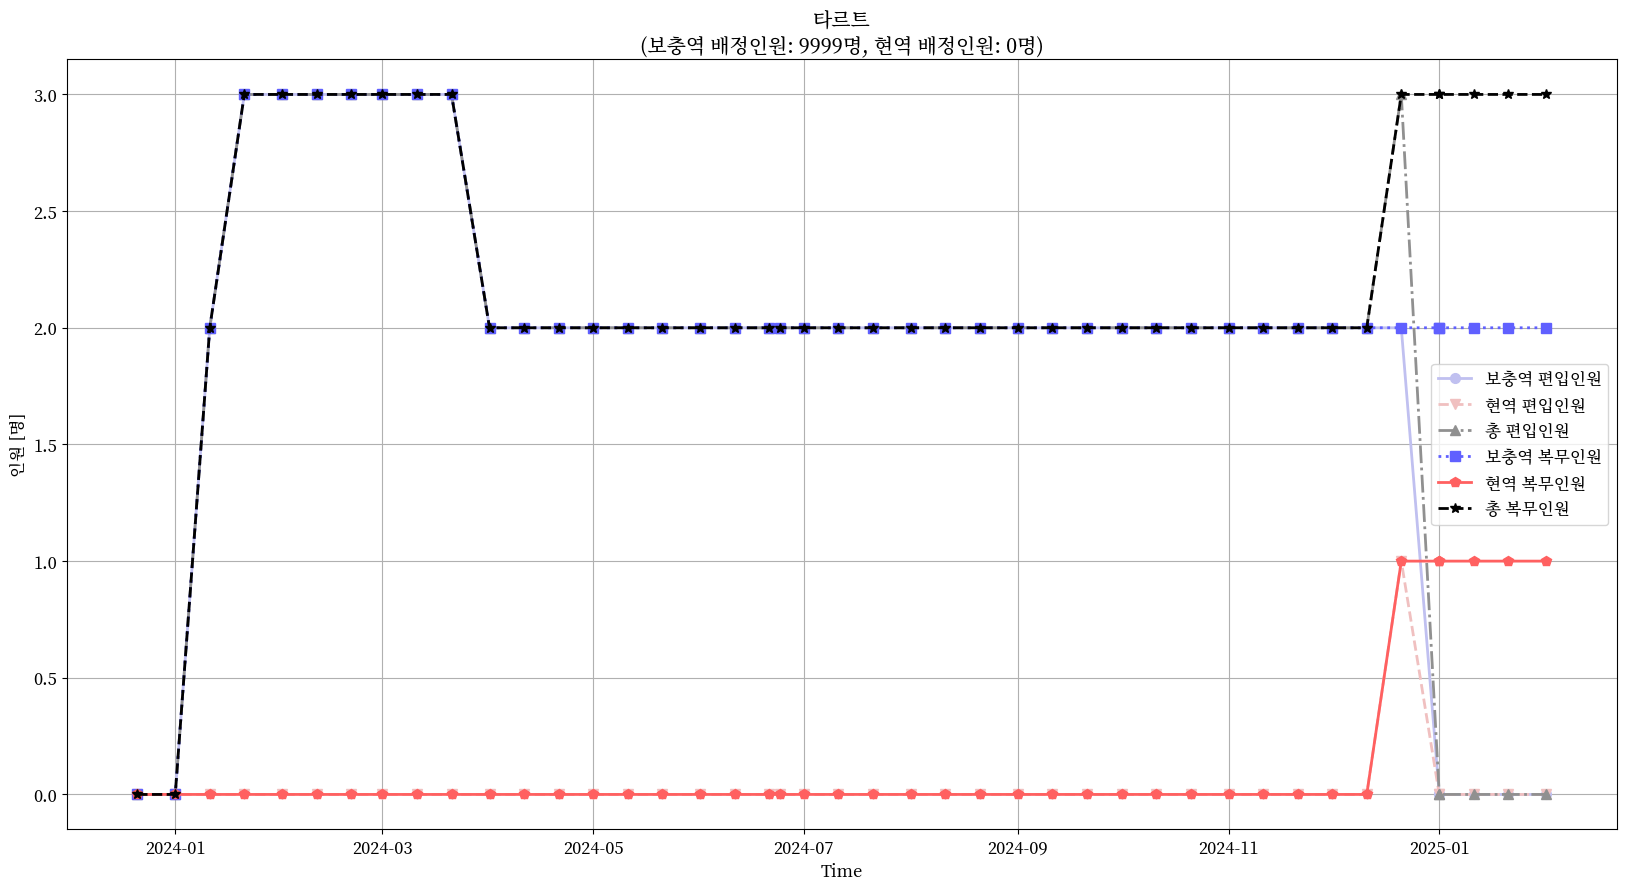 타르트
(보충역 배정인원: 9999명, 현역 배정인원: 0명)
인원 [명]
3.0
2.5
2.0
1.5
1.0
0.5
0.0
보충역 편입인원
현역 편입인원
총 편입인원
보충역 복무인원
현역 복무인원
총 복무인원
2024-01
2024-03
2024-05
2024-07
2024-09
2024-11
2025-01
Time